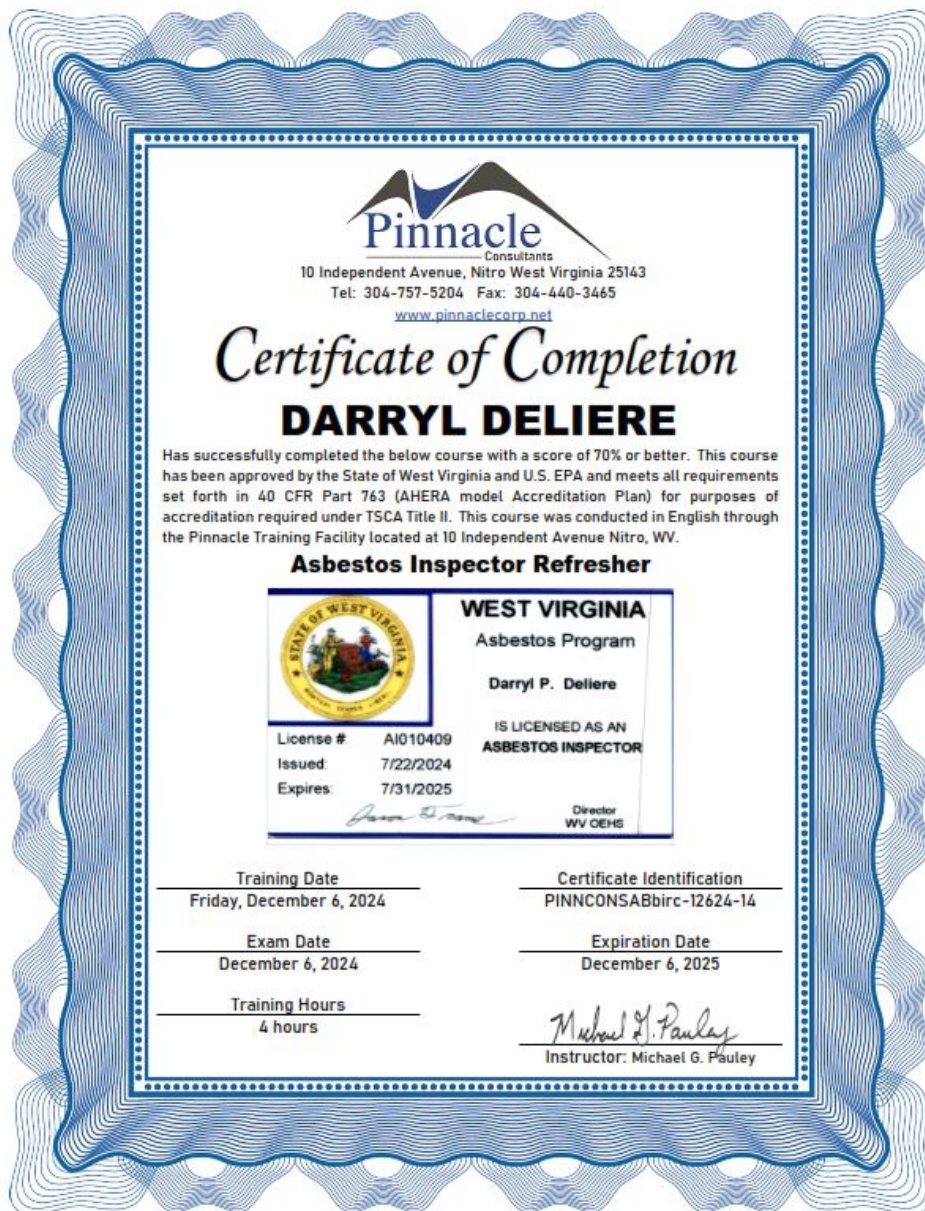 Pinnacle
Consultants
10 Independent Avenue, Nitro West Virginia 25143
Tel: 304-757-5204 Fax: 304-440-3465
www.pinnaclecorp.net
Certificate of Completion
DARRYL DELIERE
Has successfully completed the below course with a score of 70% or better. This course
has been approved by the State of West Virginia and U.S. EPA and meets all requirements
set forth in 40 CFR Part 763 (AHERA model Accreditation Plan) for purposes of
accreditation required under TSCA Title II. This course was conducted in English through
the Pinnacle Training Facility located at 10 Independent Avenue Nitro, WV.
Asbestos Inspector Refresher
STATE OF WEST VIRGINIA
WEST VIRGINIA
Asbestos Program
Darryl P. Deliere
IS LICENSED AS AN
ASBESTOS INSPECTOR
License # AI010409
Issued: 7/22/2024
Expires: 7/31/2025
Director
WV OEHS
Training Date
Friday, December 6, 2024
Certificate Identification
PINNCONSABbirc-12624-14
Exam Date
December 6, 2024
Expiration Date
December 6, 2025
Training Hours
4 hours
Michael G. Pauley
Instructor: Michael G. Pauley